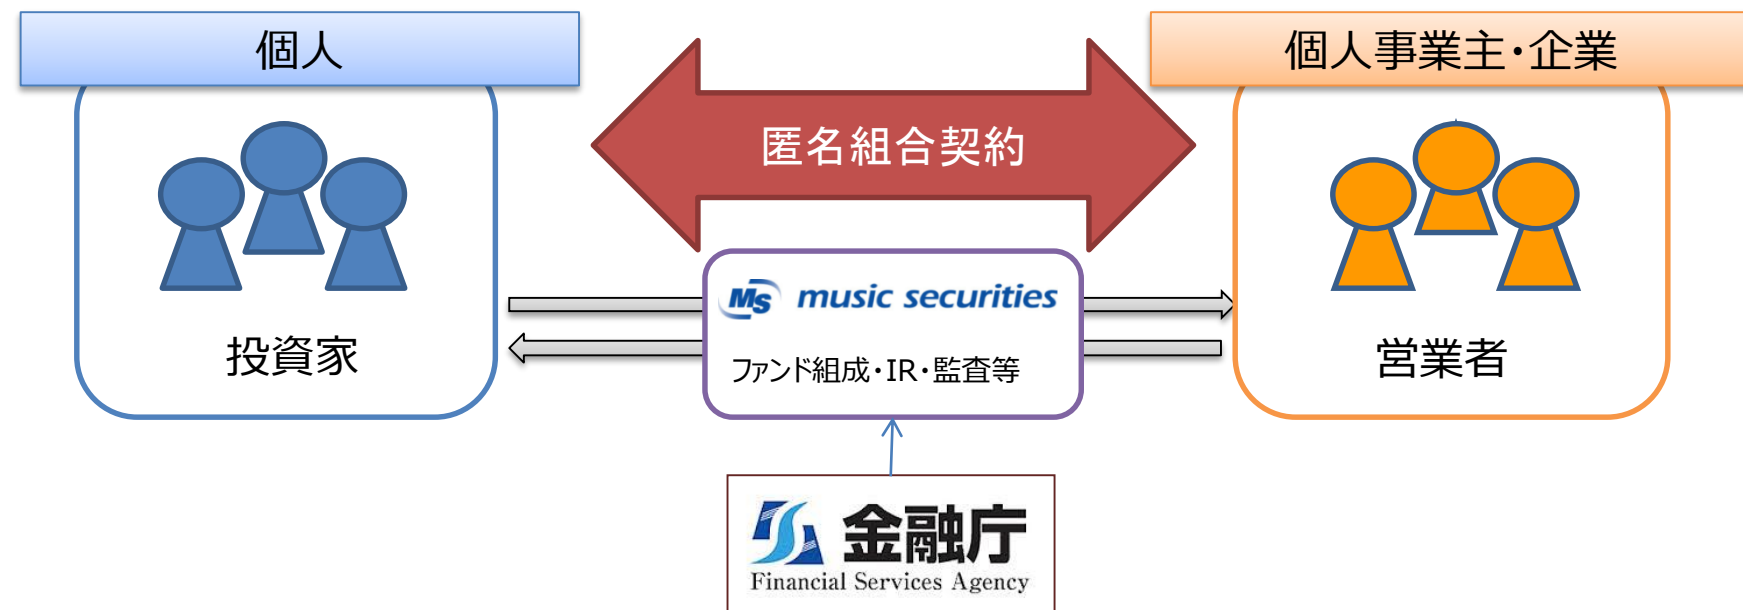 個人
個人事業主・企業
匿名組合契約
MS music securities
ファンド組成・IR・監査等
投資家
営業者
金融庁
Financial Services Agency